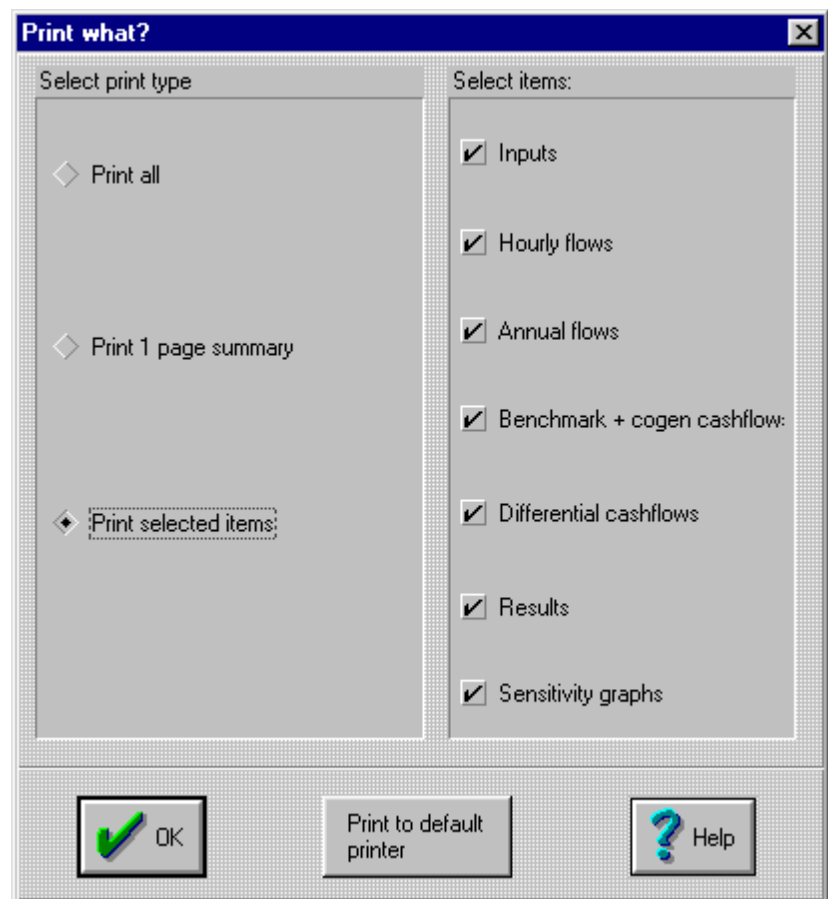 Print what?
Select print type
Print all
Print 1 page summary
Print selected items
Select items:
Inputs
Hourly flows
Annual flows
Benchmark + cogen cashflow
Differential cashflows
Results
Sensitivity graphs
OK
Print to default
printer
Help